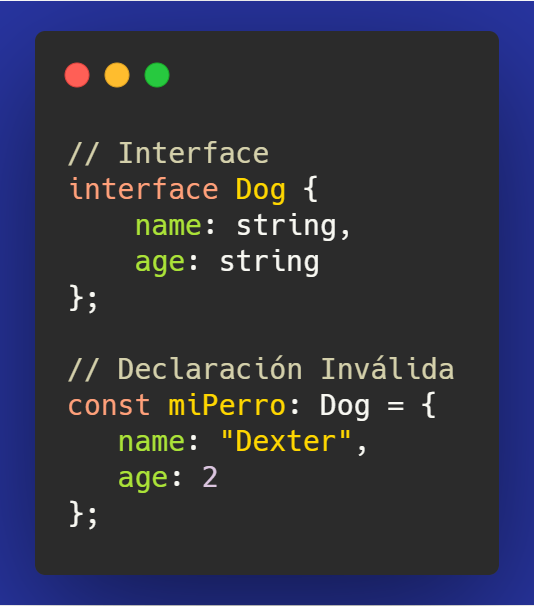 // Interface
interface Dog {
    name: string,
    age: string
};

// Declaración Inválida
const miPerro: Dog = {
   name: "Dexter",
   age: 2
};